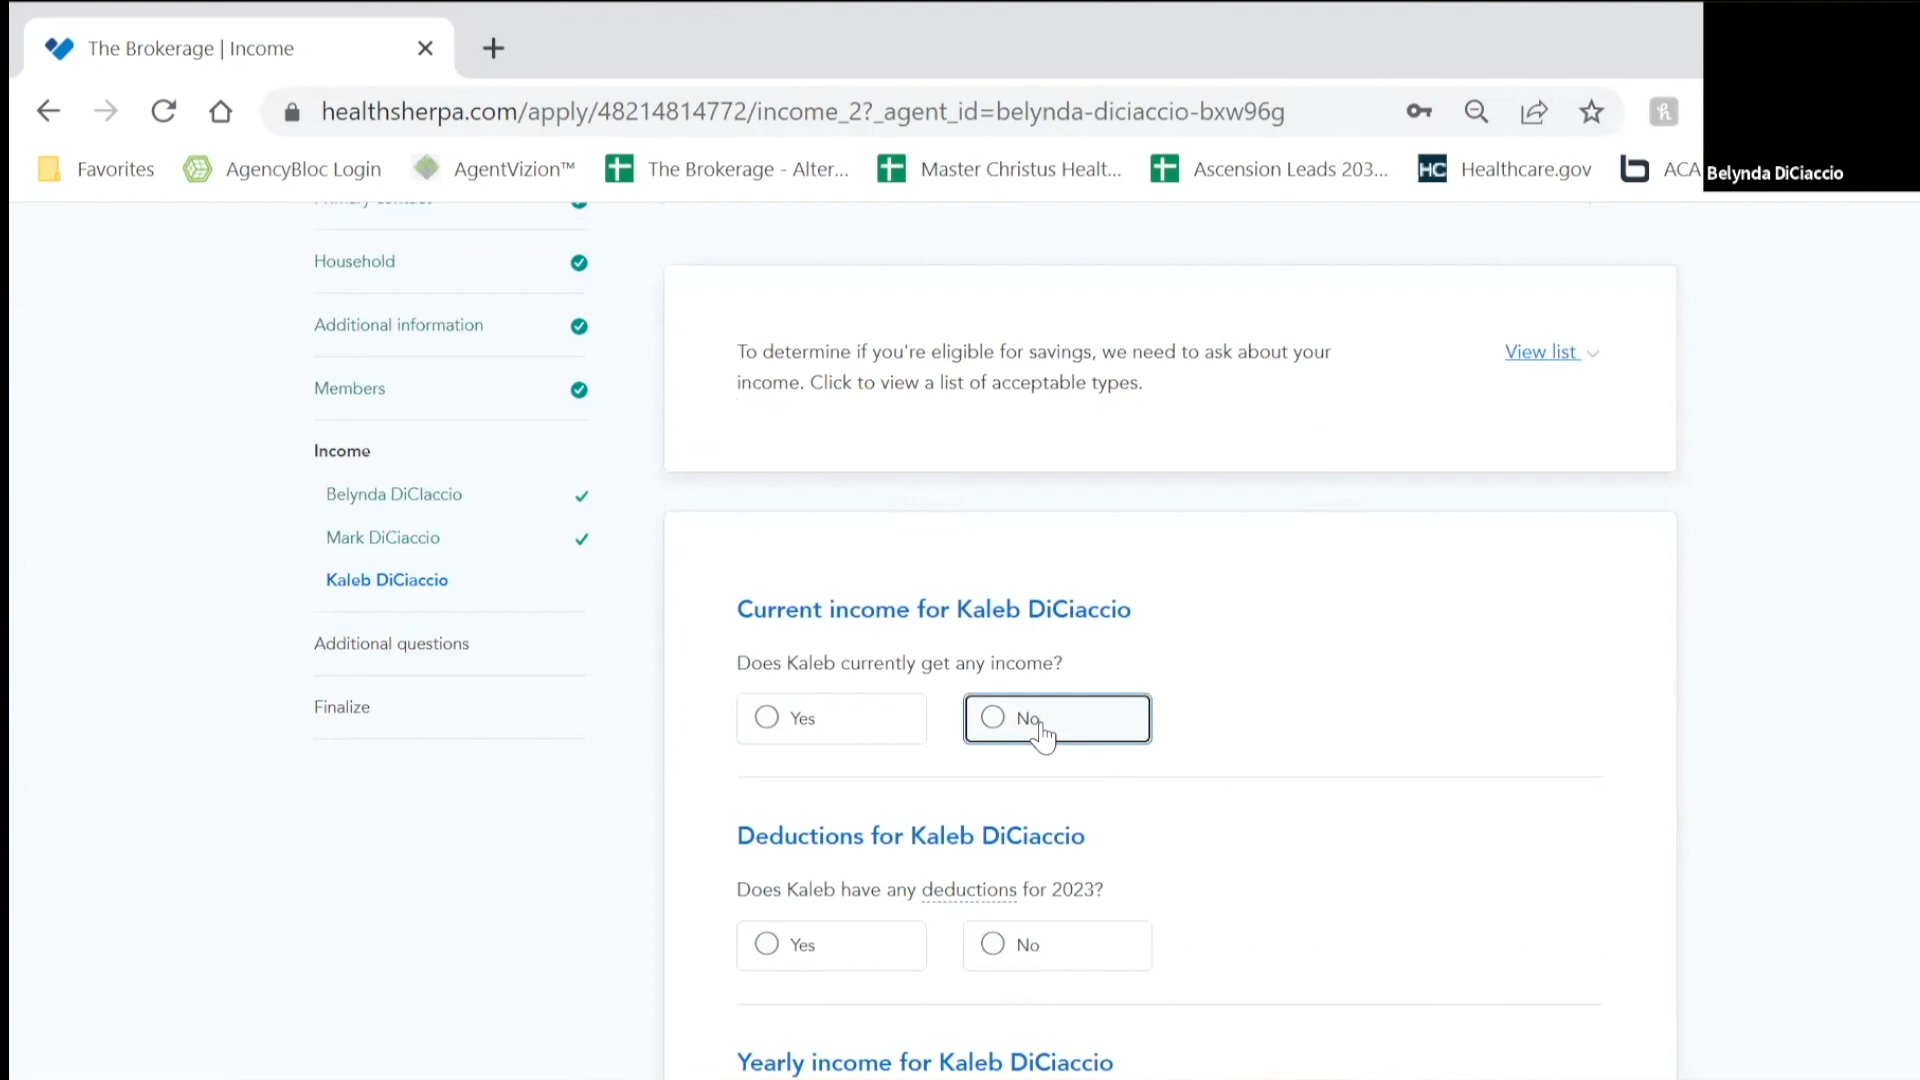 The Brokerage | Income
healthsherpa.com/apply/48214814772/income_2?_agent_id=belynda-diciaccio-bxw96g
Favorites AgencyBloc Login AgentVizion™ The Brokerage - Alter... Master Christus Healt... Ascension Leads 203... HC Healthcare.gov ACA
Belynda DiCiaccio
Household
Additional information
Members
Income
Belynda DiCIaccio
Mark DiCiaccio
Kaleb DiCiaccio
Additional questions
Finalize
To determine if you're eligible for savings, we need to ask about your
income. Click to view a list of acceptable types.
View list
Current income for Kaleb DiCiaccio
Does Kaleb currently get any income?
Yes No
Deductions for Kaleb DiCiaccio
Does Kaleb have any deductions for 2023?
Yes No
Yearly income for Kaleb DiCiaccio